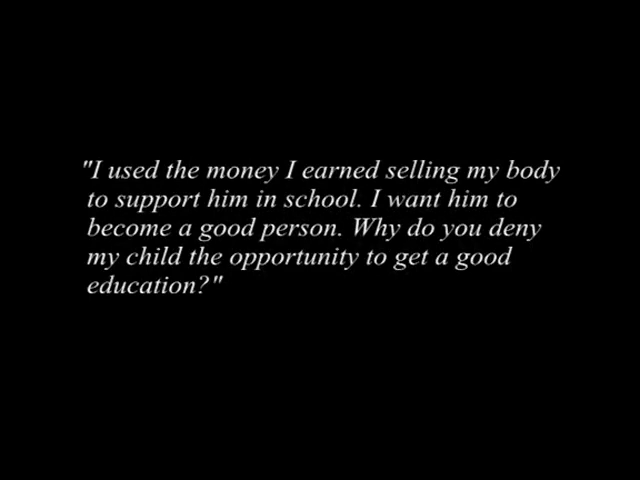 "I used the money I earned selling my body
to support him in school. I want him to
become a good person. Why do you deny
my child the opportunity to get a good
education?"